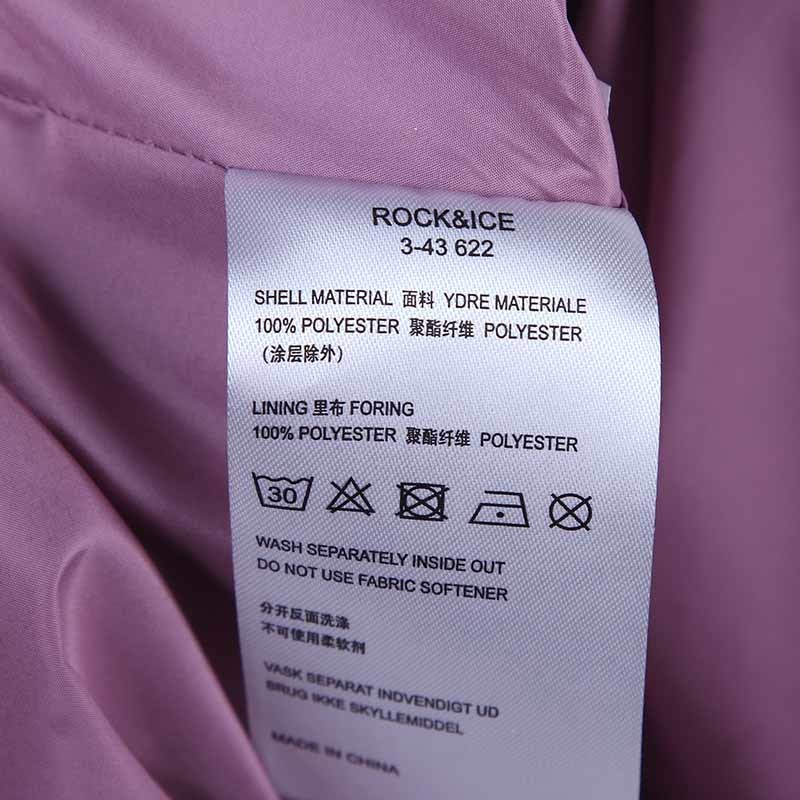 ROCK&ICE
3-43 622
SHELL MATERIAL 面料 YDRE MATERIALE
100% POLYESTER 聚酯纤维 POLYESTER
（涂层除外）
LINING 里布 FORING
100% POLYESTER 聚酯纤维 POLYESTER
30
WASH SEPARATELY INSIDE OUT
DO NOT USE FABRIC SOFTENER
分开反面洗涤
不可使用柔软剂
VASK SEPARAT INDVENDIGT UD
BRUG IKKE SKYLLEMIDDEL
MADE IN CHINA